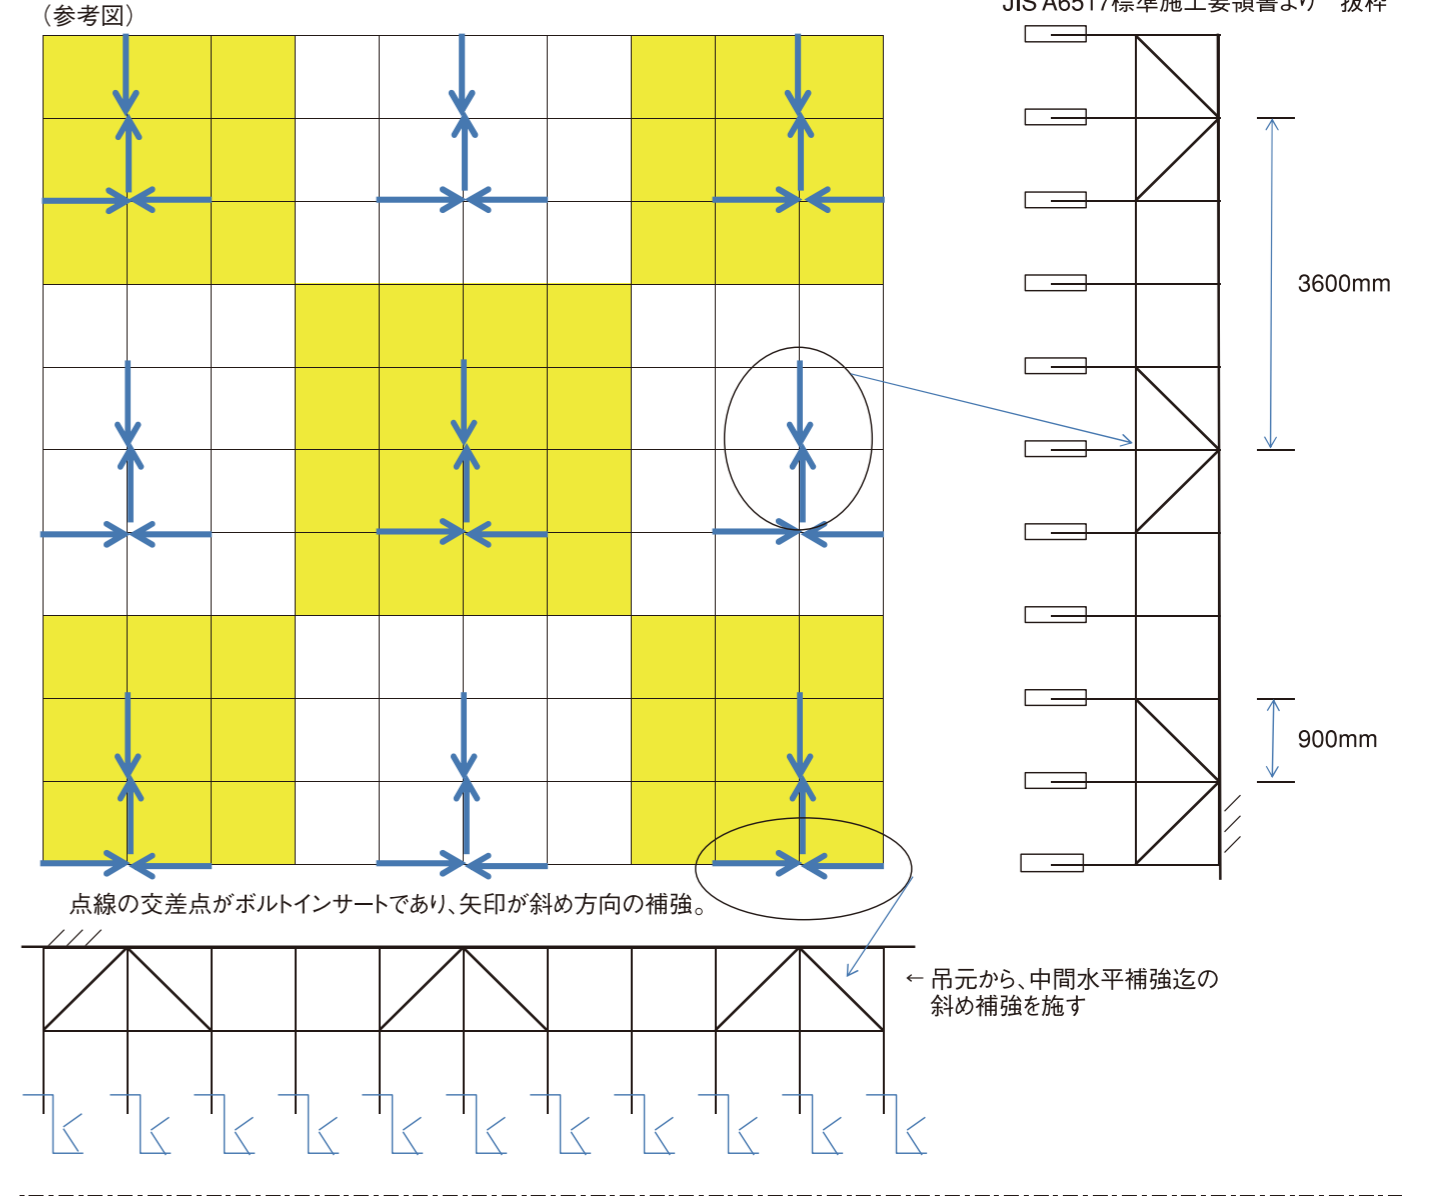 （参考図）
JIS A6517標準施工要領書より　抜粋
3600mm
900mm
点線の交差点がボルトインサートであり、矢印が斜め方向の補強。
← 吊元から、中間水平補強迄の
斜め補強を施す